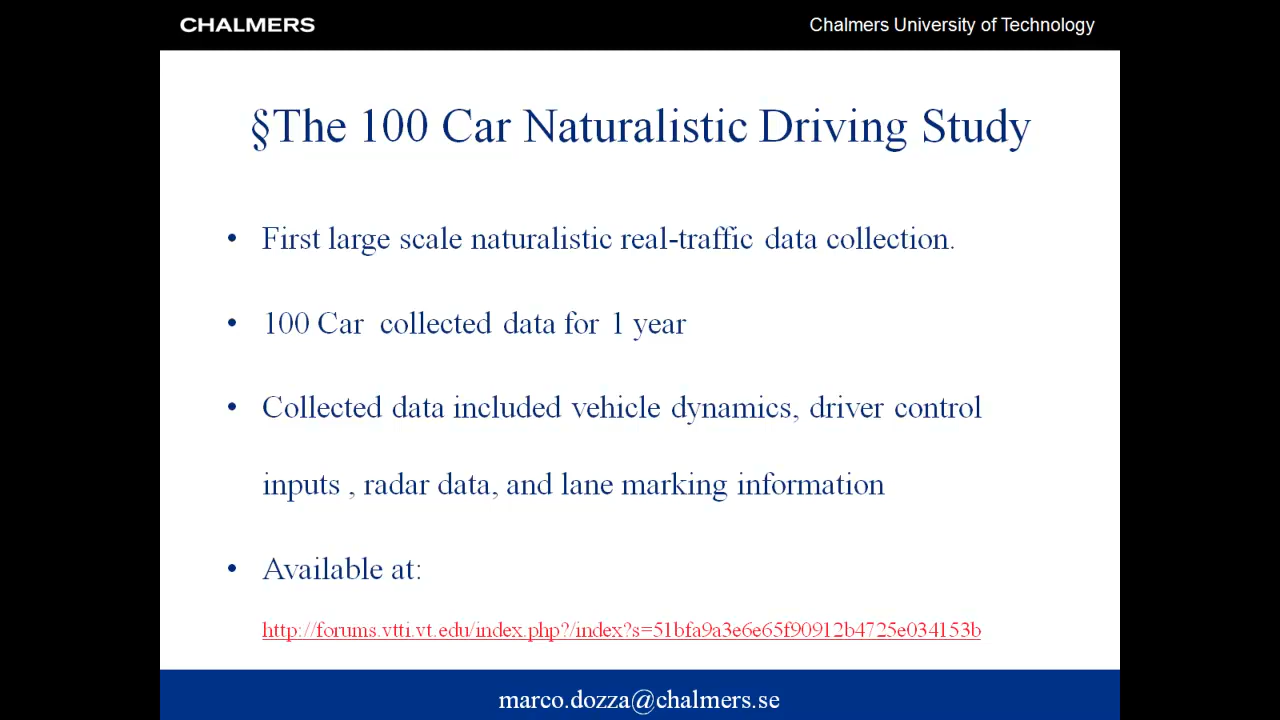 CHALMERS
Chalmers University of Technology
§The 100 Car Naturalistic Driving Study
• First large scale naturalistic real-traffic data collection.
• 100 Car collected data for 1 year
• Collected data included vehicle dynamics, driver control
inputs , radar data, and lane marking information
• Available at:
http://forums.vtti.vt.edu/index.php?/index?s=51bfa9a3e6e65f90912b4725e034153b
marco.dozza@chalmers.se